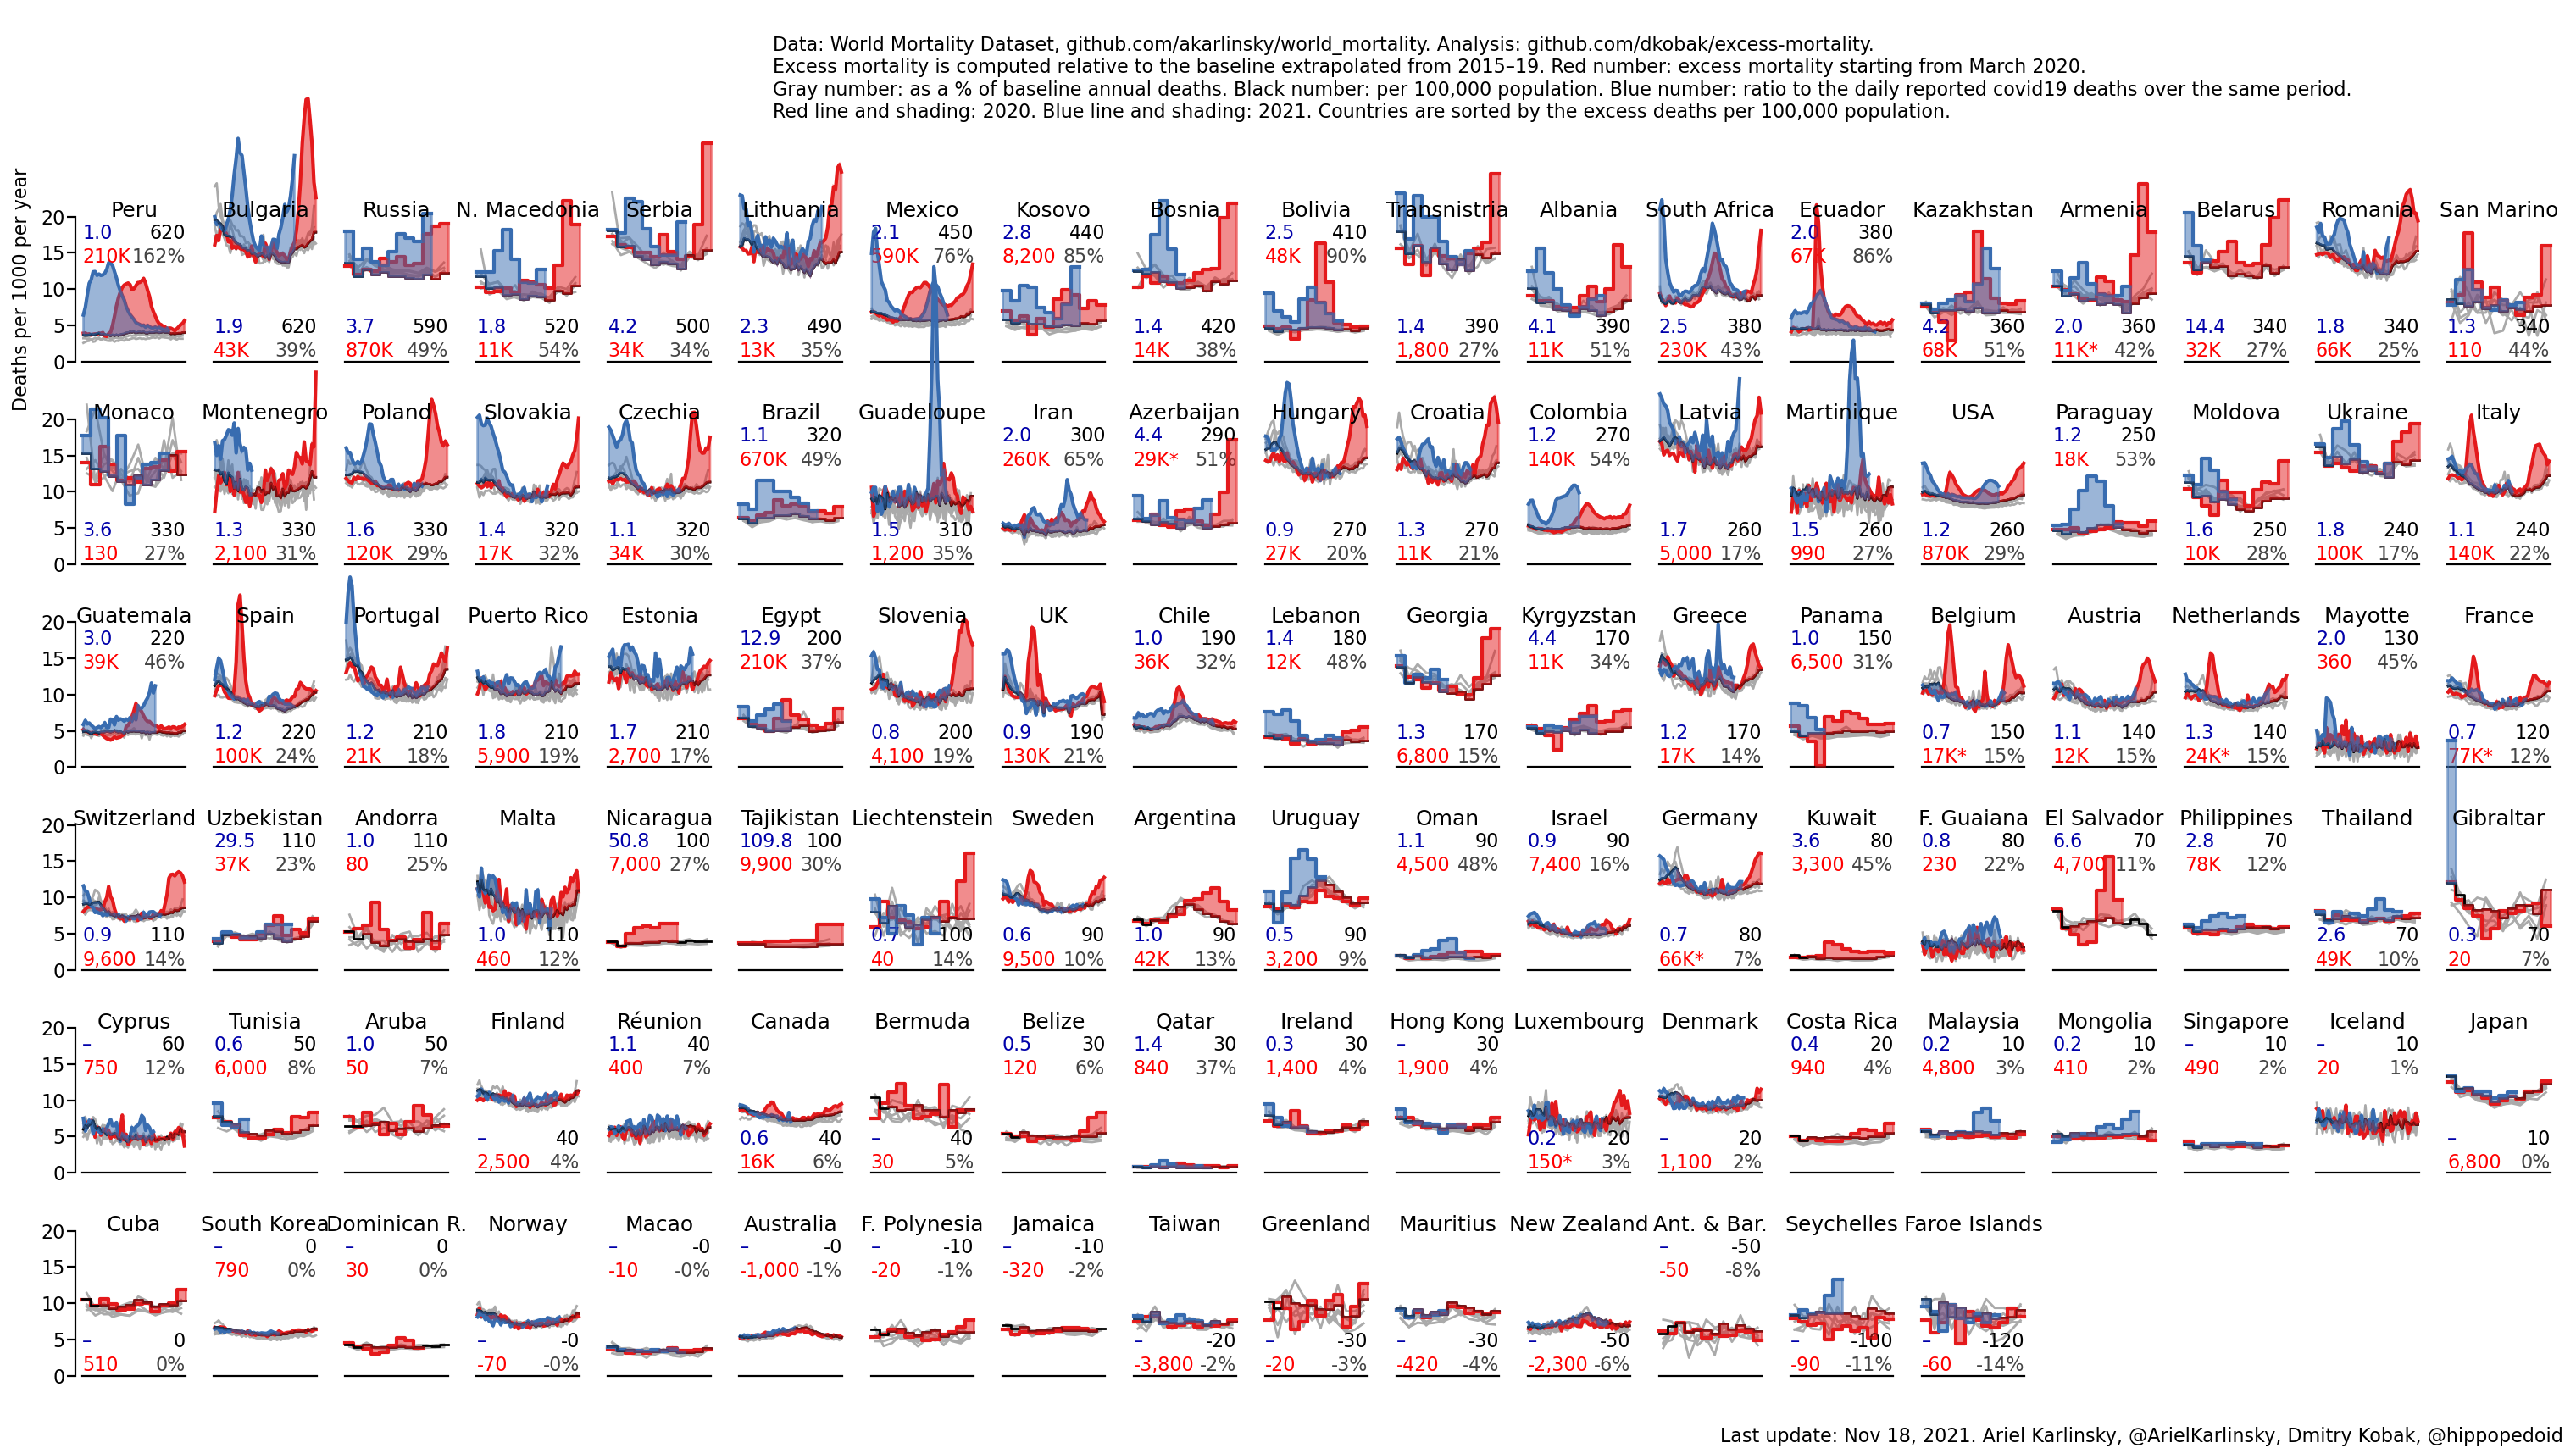 Data: World Mortality Dataset, github.com/akarlinsky/world_mortality. Analysis: github.com/dkobak/excess-mortality.
Excess mortality is computed relative to the baseline extrapolated from 2015–19. Red number: excess mortality starting from March 2020.
Gray number: as a % of baseline annual deaths. Black number: per 100,000 population. Blue number: ratio to the daily reported covid19 deaths over the same period.
Red line and shading: 2020. Blue line and shading: 2021. Countries are sorted by the excess deaths per 100,000 population.
Deaths per 1000 per year
Peru Bulgaria Russia N. Macedonia Serbia Lithuania Mexico Kosovo Bosnia Bolivia Transnistria Albania South Africa Ecuador Kazakhstan Armenia Belarus Romania San Marino
20
1.0 620 2.1 450 2.8 440 2.5 410 2.0 380
210K 162% 590K 76% 8,200 85% 48K 90% 67K 86%
15
10
5
1.9 620 3.7 590 1.8 520 4.2 500 2.3 490 1.4 420 1.4 390 4.1 390 2.5 380 4.2 360 2.0 360 14.4 340 1.8 340 1.3 340
43K 39% 870K 49% 11K 54% 34K 34% 13K 35% 14K 38% 1,800 27% 11K 51% 230K 43% 68K 51% 11K* 42% 32K 27% 66K 25% 110 44%
0
Monaco Montenegro Poland Slovakia Czechia Brazil Guadeloupe Iran Azerbaijan Hungary Croatia Colombia Latvia Martinique USA Paraguay Moldova Ukraine Italy
20
1.1 320 2.0 300 4.4 290 1.2 270 1.2 250
670K 49% 260K 65% 29K* 51% 140K 54% 18K 53%
15
10
5
3.6 330 1.3 330 1.6 330 1.4 320 1.1 320 1.5 310 0.9 270 1.3 270 1.7 260 1.5 260 1.2 260 1.6 250 1.8 240 1.1 240
130 27% 2,100 31% 120K 29% 17K 32% 34K 30% 1,200 35% 27K 20% 11K 21% 5,000 17% 990 27% 870K 29% 10K 28% 100K 17% 140K 22%
0
Guatemala Spain Portugal Puerto Rico Estonia Egypt Slovenia UK Chile Lebanon Georgia Kyrgyzstan Greece Panama Belgium Austria Netherlands Mayotte France
20
3.0 220 12.9 200 1.0 190 1.4 180 4.4 170 1.0 150 2.0 130
39K 46% 210K 37% 36K 32% 12K 48% 11K 34% 6,500 31% 360 45%
15
10
5
1.2 220 1.2 210 1.8 210 1.7 210 0.8 200 0.9 190 1.3 170 1.2 170 0.7 150 1.1 140 1.3 140 0.7 120
100K 24% 21K 18% 5,900 19% 2,700 17% 4,100 19% 130K 21% 6,800 15% 17K 14% 17K* 15% 12K 15% 24K* 15% 77K* 12%
0
Switzerland Uzbekistan Andorra Malta Nicaragua Tajikistan Liechtenstein Sweden Argentina Uruguay Oman Israel Germany Kuwait F. Guaiana El Salvador Philippines Thailand Gibraltar
20
29.5 110 1.0 110 50.8 100 109.8 100 1.1 90 0.9 90 3.6 80 0.8 80 6.6 70 2.8 70
37K 23% 80 25% 7,000 27% 9,900 30% 4,500 48% 7,400 16% 3,300 45% 230 22% 4,700 11% 78K 12%
15
10
5
0.9 110 1.0 110 0.7 100 0.6 90 1.0 90 0.5 90 0.7 80 2.6 70 0.3 70
9,600 14% 460 12% 40 14% 9,500 10% 42K 13% 3,200 9% 66K* 7% 49K 10% 20 7%
0
Cyprus Tunisia Aruba Finland Réunion Canada Bermuda Belize Qatar Ireland Hong Kong Luxembourg Denmark Costa Rica Malaysia Mongolia Singapore Iceland Japan
20
– 60 0.6 50 1.0 50 1.1 40 0.5 30 1.4 30 0.3 30 – 30 0.4 20 0.2 10 0.2 10 – 10 – 10
750 12% 6,000 8% 50 7% 400 7% 120 6% 840 37% 1,400 4% 1,900 4% 940 4% 4,800 3% 410 2% 490 2% 20 1%
15
10
5
– 40 0.6 40 – 40 0.2 20 – 20 – 10
2,500 4% 16K 6% 30 5% 150* 3% 1,100 2% 6,800 0%
0
Cuba South Korea Dominican R. Norway Macao Australia F. Polynesia Jamaica Taiwan Greenland Mauritius New Zealand Ant. & Bar. Seychelles Faroe Islands
20
– 0 – 0 – -0 – -0 – -10 – -10 – -50
790 0% 30 0% -10 -0% -1,000 -1% -20 -1% -320 -2% -50 -8%
15
10
5
– 0 – -0 – -20 – -30 – -30 – -50 – -100 – -120
510 0% -70 -0% -3,800 -2% -20 -3% -420 -4% -2,300 -6% -90 -11% -60 -14%
0
Last update: Nov 18, 2021. Ariel Karlinsky, @ArielKarlinsky, Dmitry Kobak, @hippopedoid